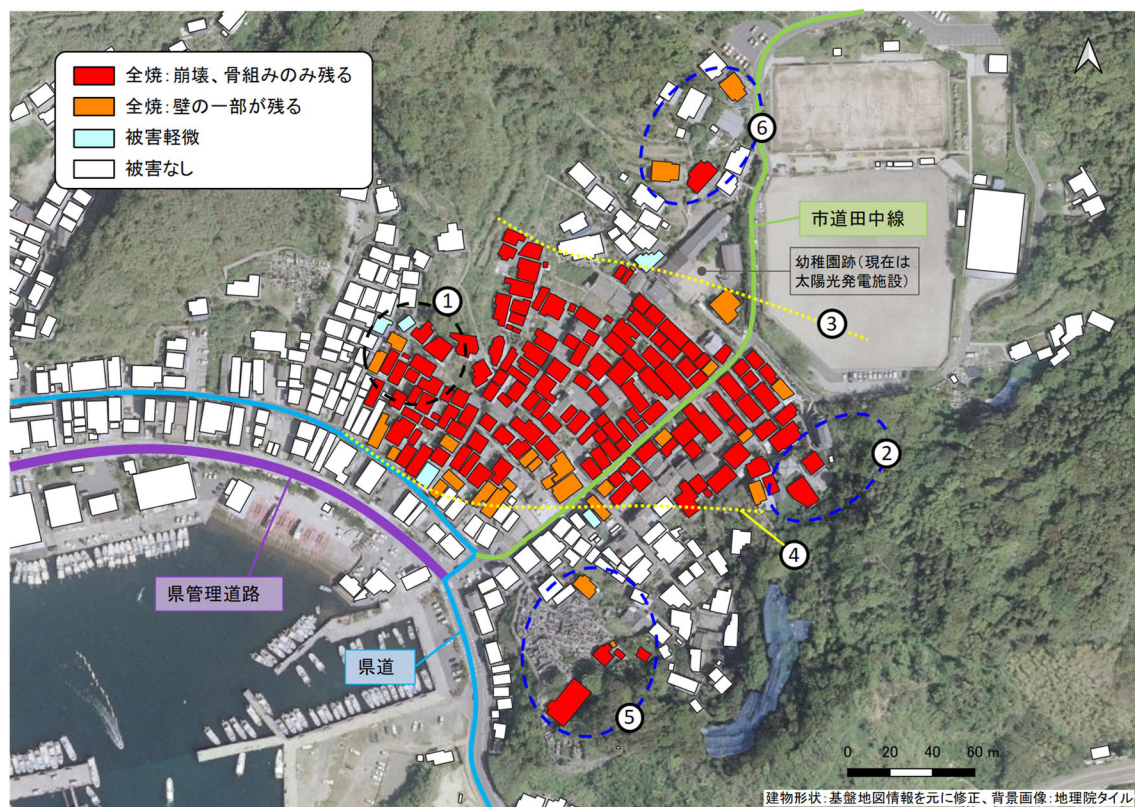 全焼：崩壊、骨組みのみ残る
全焼：壁の一部が残る
被害軽微
被害なし
⑥
市道田中線
幼稚園跡（現在は
太陽光発電施設）
①
③
②
④
県管理道路
県道
⑤
0 20 40 60 m
建物形状：基盤地図情報を元に修正、背景画像：地理院タイル